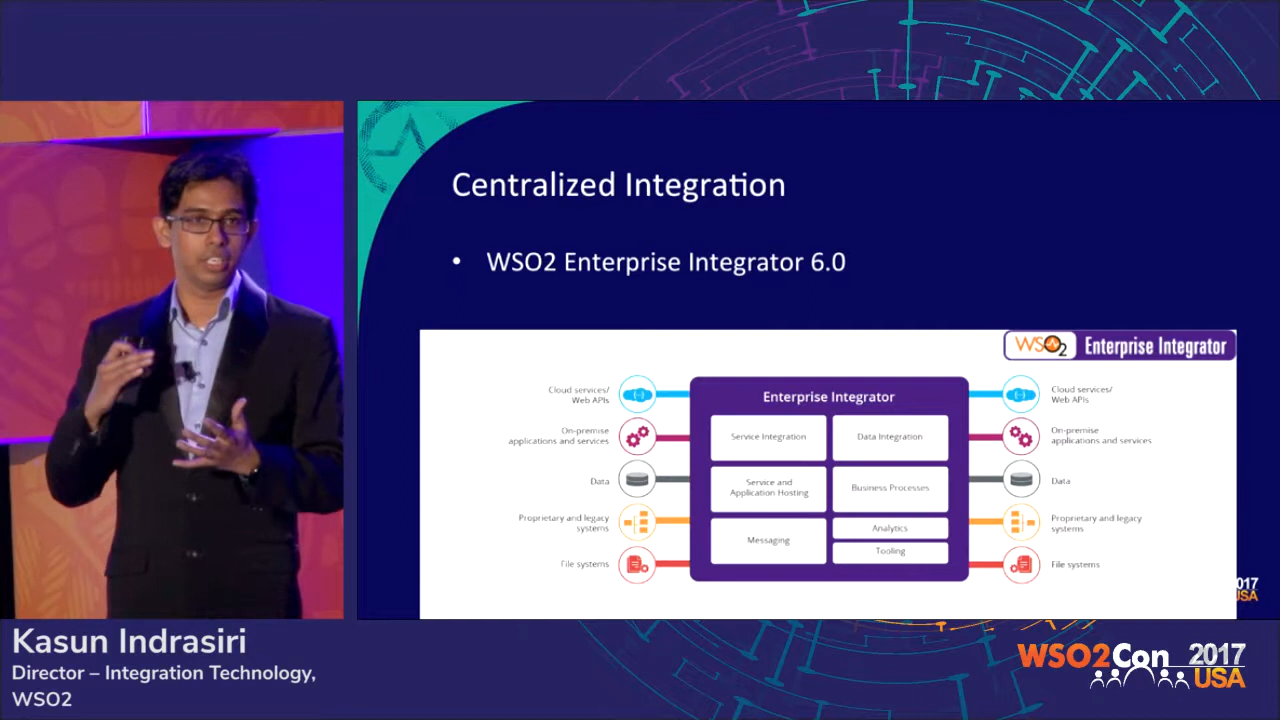 Centralized Integration
• WSO2 Enterprise Integrator 6.0
WSO2 Enterprise Integrator
Cloud services/
Web APIs
On-premise
applications and services
Data
Proprietary and legacy
systems
File systems
Enterprise Integrator
Service Integration
Data Integration
Service and
Application Hosting
Business Processes
Messaging
Analytics
Tooling
Cloud services/
Web APIs
On-premise
applications and services
Data
Proprietary and legacy
systems
File systems
017
USA
Kasun Indrasiri
Director – Integration Technology,
WSO2
WSO2Con 2017
USA